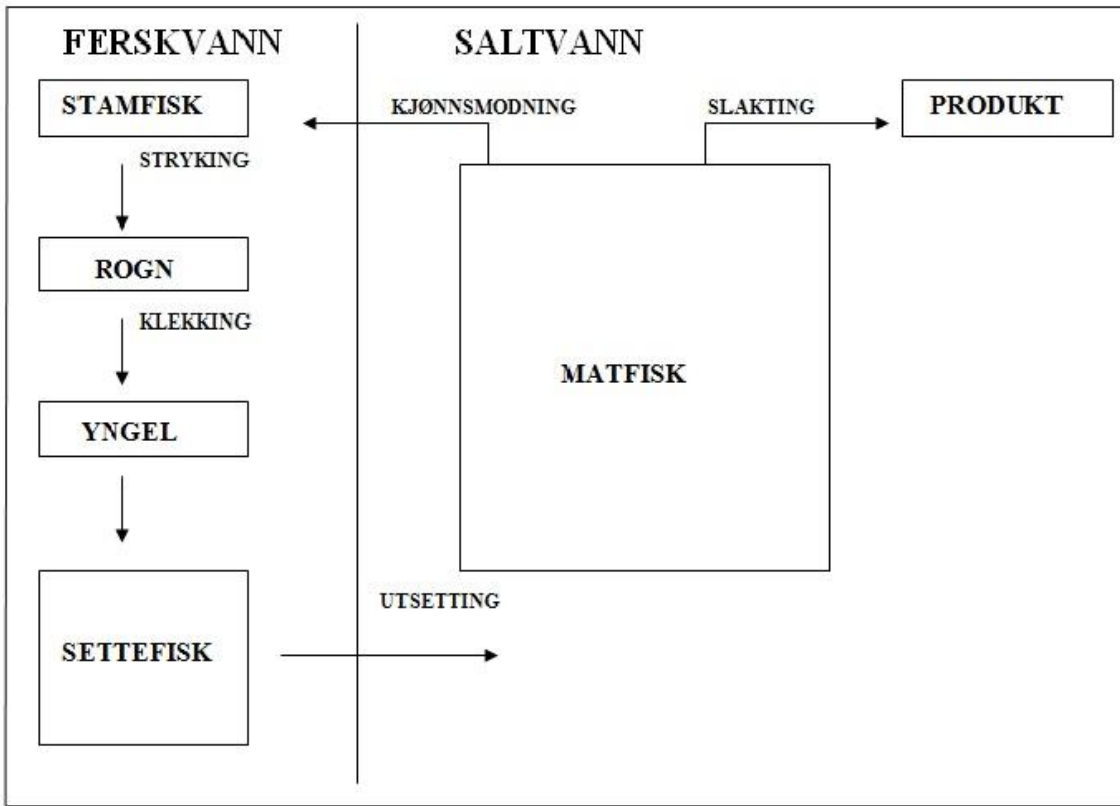 FERSKVANN
SALTVANN
STAMFISK
KJØNNSMODNING
SLAKTING
PRODUKT
STRYKING
ROGN
KLEKKING
MATFISK
YNGEL
UTSETTING
SETTEFISK